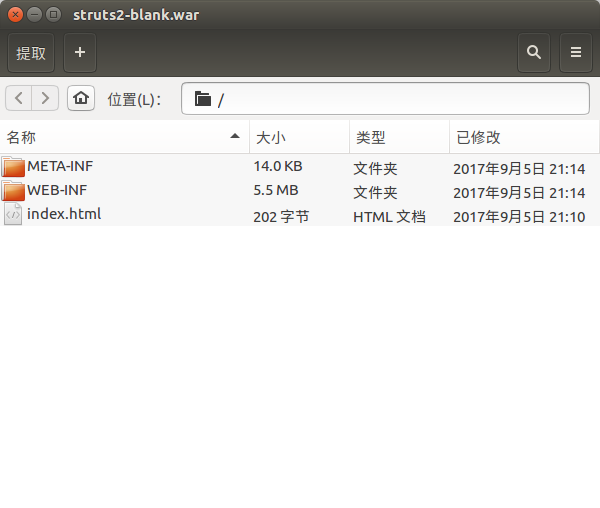 struts2-blank.war
提取
位置(L): /
名称 大小 类型 已修改
META-INF 14.0 KB 文件夹 2017年9月5日 21:14
WEB-INF 5.5 MB 文件夹 2017年9月5日 21:14
index.html 202 字节 HTML 文档 2017年9月5日 21:10